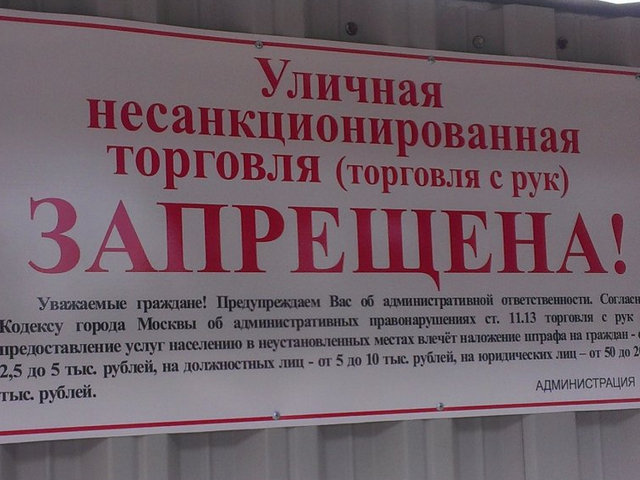 Уличная
несанкционированная
торговля (торговля с рук)
ЗАПРЕЩЕНА!
Уважаемые граждане! Предупреждаем Вас об административной ответственности. Согласн
Кодексу города Москвы об административных правонарушениях ст. 11.13 торговля с рук
предоставление услуг населению в неустановленных местах влечёт наложение штрафа на граждан -
2,5 до 5 тыс. рублей, на должностных лиц - от 5 до 10 тыс. рублей, на юридических лиц – от 50 до
тыс. рублей.
АДМИНИСТРАЦИЯ